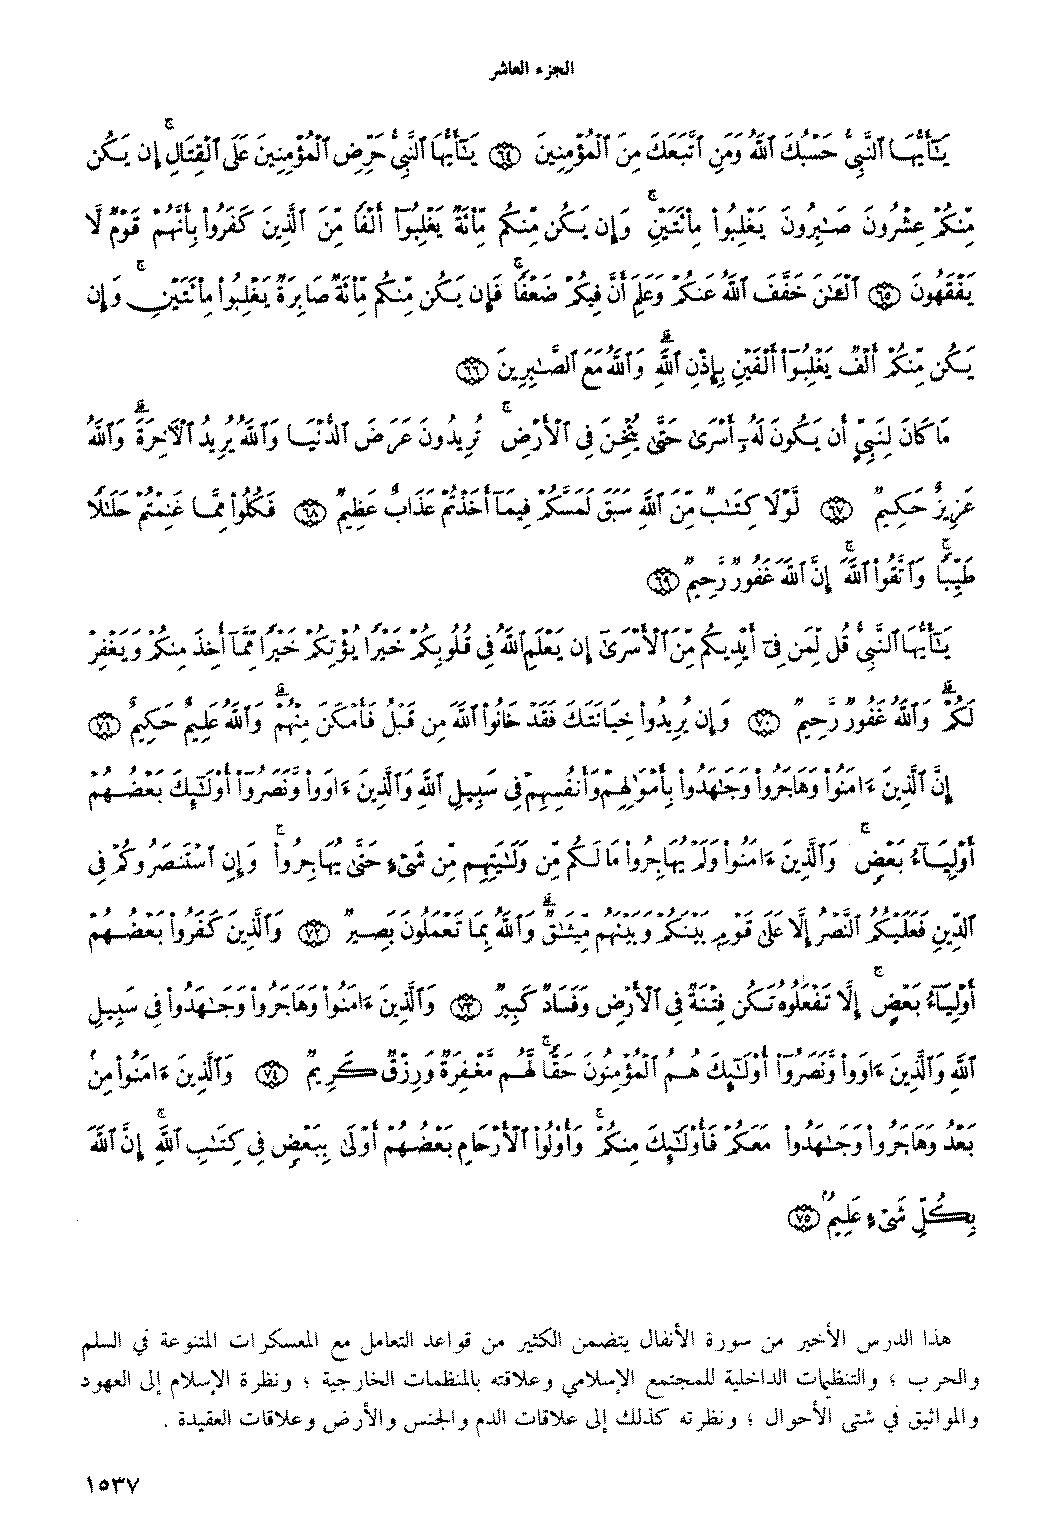 الجزء العاشر
يَـٰٓأَيُّهَا ٱلنَّبِىُّ حَسْبُكَ ٱللَّهُ وَمَنِ ٱتَّبَعَكَ مِنَ ٱلْمُؤْمِنِينَ ﴿٦٤﴾ يَـٰٓأَيُّهَا ٱلنَّبِىُّ حَرِّضِ ٱلْمُؤْمِنِينَ عَلَى ٱلْقِتَالِ ۚ إِن يَكُن
مِّنكُمْ عِشْرُونَ صَـٰبِرُونَ يَغْلِبُوا۟ مِا۟ئَتَيْنِ ۚ وَإِن يَكُن مِّنكُم مِّا۟ئَةٌ يَغْلِبُوٓا۟ أَلْفًا مِّنَ ٱلَّذِينَ كَفَرُوا۟ بِأَنَّهُمْ قَوْمٌ لَّا
يَفْقَهُونَ ﴿٦٥﴾ ٱلْـَٔـٰنَ خَفَّفَ ٱللَّهُ عَنكُمْ وَعَلِمَ أَنَّ فِيكُمْ ضَعْفًا ۚ فَإِن يَكُن مِّنكُم مِّا۟ئَةٌ صَابِرَةٌ يَغْلِبُوا۟ مِا۟ئَتَيْنِ ۚ وَإِن
يَكُن مِّنكُمْ أَلْفٌ يَغْلِبُوٓا۟ أَلْفَيْنِ بِإِذْنِ ٱللَّهِ ۗ وَٱللَّهُ مَعَ ٱلصَّـٰبِرِينَ ﴿٦٦﴾
مَا كَانَ لِنَبِىٍّ أَن يَكُونَ لَهُۥٓ أَسْرَىٰ حَتَّىٰ يُثْخِنَ فِى ٱلْأَرْضِ ۚ تُرِيدُونَ عَرَضَ ٱلدُّنْيَا وَٱللَّهُ يُرِيدُ ٱلْـَٔاخِرَةَ ۗ وَٱللَّهُ
عَزِيزٌ حَكِيمٌ ﴿٦٧﴾ لَّوْلَا كِتَـٰبٌ مِّنَ ٱللَّهِ سَبَقَ لَمَسَّكُمْ فِيمَآ أَخَذْتُمْ عَذَابٌ عَظِيمٌ ﴿٦٨﴾ فَكُلُوا۟ مِمَّا غَنِمْتُمْ حَلَـٰلًا
طَيِّبًا ۚ وَٱتَّقُوا۟ ٱللَّهَ ۚ إِنَّ ٱللَّهَ غَفُورٌ رَّحِيمٌ ﴿٦٩﴾
يَـٰٓأَيُّهَا ٱلنَّبِىُّ قُل لِّمَن فِىٓ أَيْدِيكُم مِّنَ ٱلْأَسْرَىٰٓ إِن يَعْلَمِ ٱللَّهُ فِى قُلُوبِكُمْ خَيْرًا يُؤْتِكُمْ خَيْرًا مِّمَّآ أُخِذَ مِنكُمْ وَيَغْفِرْ
لَكُمْ ۗ وَٱللَّهُ غَفُورٌ رَّحِيمٌ ﴿٧٠﴾ وَإِن يُرِيدُوا۟ خِيَانَتَكَ فَقَدْ خَانُوا۟ ٱللَّهَ مِن قَبْلُ فَأَمْكَنَ مِنْهُمْ ۗ وَٱللَّهُ عَلِيمٌ حَكِيمٌ ﴿٧١﴾
إِنَّ ٱلَّذِينَ ءَامَنُوا۟ وَهَاجَرُوا۟ وَجَـٰهَدُوا۟ بِأَمْوَٰلِهِمْ وَأَنفُسِهِمْ فِى سَبِيلِ ٱللَّهِ وَٱلَّذِينَ ءَاوَوا۟ وَّنَصَرُوٓا۟ أُو۟لَـٰٓئِكَ بَعْضُهُمْ
أَوْلِيَآءُ بَعْضٍ ۚ وَٱلَّذِينَ ءَامَنُوا۟ وَلَمْ يُهَاجِرُوا۟ مَا لَكُم مِّن وَلَـٰيَتِهِم مِّن شَىْءٍ حَتَّىٰ يُهَاجِرُوا۟ ۚ وَإِنِ ٱسْتَنصَرُوكُمْ فِى
ٱلدِّينِ فَعَلَيْكُمُ ٱلنَّصْرُ إِلَّا عَلَىٰ قَوْمٍۭ بَيْنَكُمْ وَبَيْنَهُم مِّيثَـٰقٌ ۗ وَٱللَّهُ بِمَا تَعْمَلُونَ بَصِيرٌ ﴿٧٢﴾ وَٱلَّذِينَ كَفَرُوا۟ بَعْضُهُمْ
أَوْلِيَآءُ بَعْضٍ ۚ إِلَّا تَفْعَلُوهُ تَكُن فِتْنَةٌ فِى ٱلْأَرْضِ وَفَسَادٌ كَبِيرٌ ﴿٧٣﴾ وَٱلَّذِينَ ءَامَنُوا۟ وَهَاجَرُوا۟ وَجَـٰهَدُوا۟ فِى سَبِيلِ
ٱللَّهِ وَٱلَّذِينَ ءَاوَوا۟ وَّنَصَرُوٓا۟ أُو۟لَـٰٓئِكَ هُمُ ٱلْمُؤْمِنُونَ حَقًّا ۚ لَّهُم مَّغْفِرَةٌ وَرِزْقٌ كَرِيمٌ ﴿٧٤﴾ وَٱلَّذِينَ ءَامَنُوا۟ مِنۢ
بَعْدُ وَهَاجَرُوا۟ وَجَـٰهَدُوا۟ مَعَكُمْ فَأُو۟لَـٰٓئِكَ مِنكُمْ ۚ وَأُو۟لُوا۟ ٱلْأَرْحَامِ بَعْضُهُمْ أَوْلَىٰ بِبَعْضٍ فِى كِتَـٰبِ ٱللَّهِ ۚ إِنَّ ٱللَّهَ
بِكُلِّ شَىْءٍ عَلِيمٌۢ ﴿٧٥﴾
هذا الدرس الأخير من سورة الأنفال يتضمن الكثير من قواعد التعامل مع المعسكرات المتنوعة في السلم
والحرب ؛ والتنظيمات الداخلية للمجتمع الإسلامي وعلاقته بالمنظمات الخارجية ؛ ونظرة الإسلام إلى العهود
والمواثيق في شتى الأحوال ؛ ونظرته كذلك إلى علاقات الدم والجنس والأرض وعلاقات العقيدة .
١٥٣٧